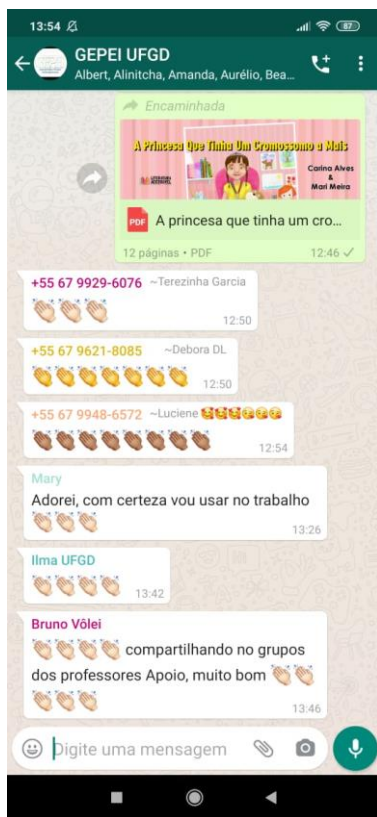 13:54
87
GEPEI UFGD
Albert, Alinitcha, Amanda, Aurélio, Bea...
Encaminhada
A Princesa Que Tinha Um Cromossomo a Mais
Carina Alves
&
Mari Meira
PDF A princesa que tinha um cro...
12 páginas • PDF 12:46
+55 67 9929-6076 ~Terezinha Garcia
👏🏻👏🏻👏🏻
12:50
+55 67 9621-8085 ~Debora DL
👏👏👏👏👏👏👏 12:50
+55 67 9948-6572 ~Luciene 🥰🥰🥰😘😘😘
👏🏾👏🏾👏🏾👏🏾👏🏾👏🏾👏🏾👏🏾
12:54
Mary
Adorei, com certeza vou usar no trabalho
👏🏻👏🏻👏🏻
13:26
Ilma UFGD
👏🏻👏🏻👏🏻👏🏻 13:42
Bruno Vôlei
👏🏻👏🏻👏🏻👏🏻 compartilhando no grupos
dos professores Apoio, muito bom 👏🏻👏🏻
👏🏻👏🏻👏🏻
13:46
Digite uma mensagem